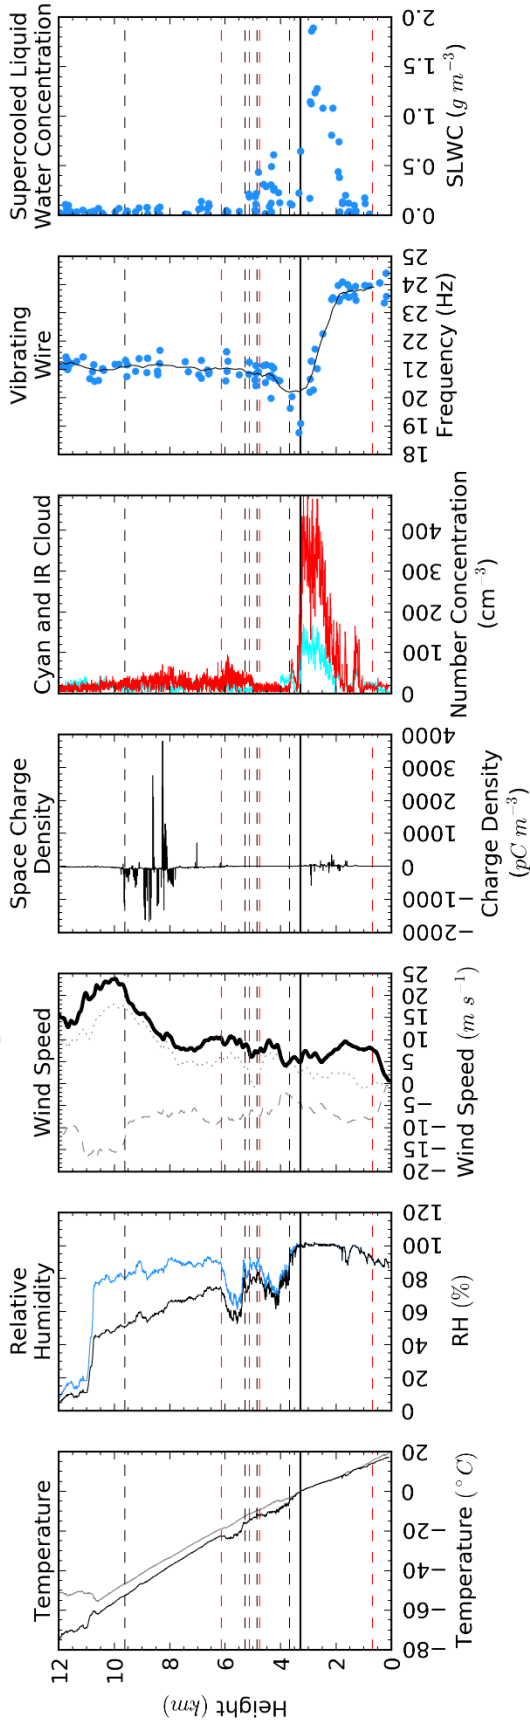 Temperature
Relative
Humidity
Wind Speed
Space Charge
Density
Cyan and IR Cloud
Vibrating
Wire
Supercooled Liquid
Water Concentration
12
10
8
6
4
2
0
Height (km)
−80 −60 −40 −20 0 20
Temperature (°C)
0 20 40 60 80 100 120
RH (%)
−20 −15 −10 −5 0 5 10 15 20 25
Wind Speed (m s⁻¹)
−2000 −1000 0 1000 2000 3000 4000
Charge Density
(pC m⁻³)
0 100 200 300 400
Number Concentration
(cm⁻³)
18 19 20 21 22 23 24 25
Frequency (Hz)
0.0 0.5 1.0 1.5 2.0
SLWC (g m⁻³)